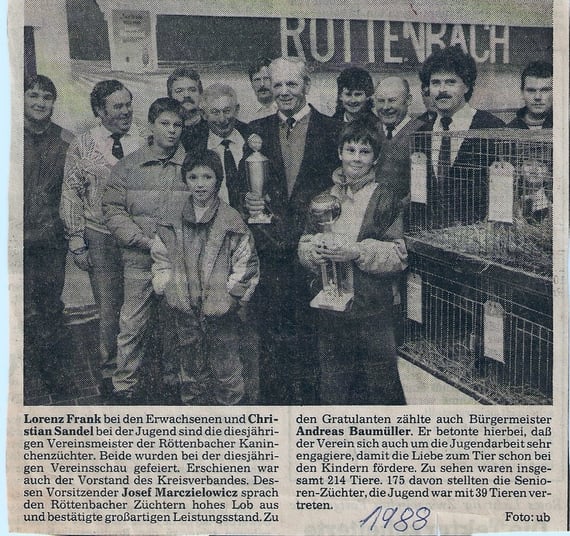 RÖTTENBACH
Lorenz Frank bei den Erwachsenen und Chri-
stian Sandel bei der Jugend sind die diesjähri-
gen Vereinsmeister der Röttenbacher Kanin-
chenzüchter. Beide wurden bei der diesjähri-
gen Vereinsschau gefeiert. Erschienen war
auch der Vorstand des Kreisverbandes. Des-
sen Vorsitzender Josef Marczielowicz sprach
den Röttenbacher Züchtern hohes Lob aus
und bestätigte großartigen Leistungsstand. Zu
den Gratulanten zählte auch Bürgermeister
Andreas Baumüller. Er betonte hierbei, daß
der Verein sich auch um die Jugendarbeit sehr
engagiere, damit die Liebe zum Tier schon bei
den Kindern fördere. Zu sehen waren insge-
samt 214 Tiere. 175 davon stellten die Senio-
ren-Züchter, die Jugend war mit 39 Tieren ver-
treten.
Foto: ub
1988